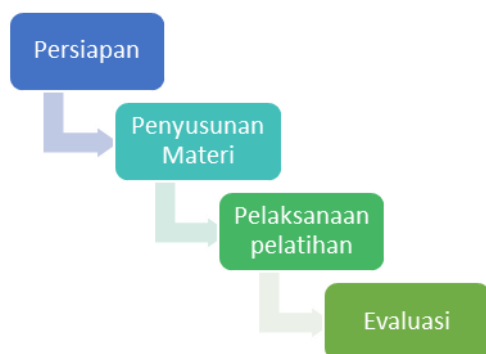 Persiapan
Penyusunan
Materi
Pelaksanaan
pelatihan
Evaluasi